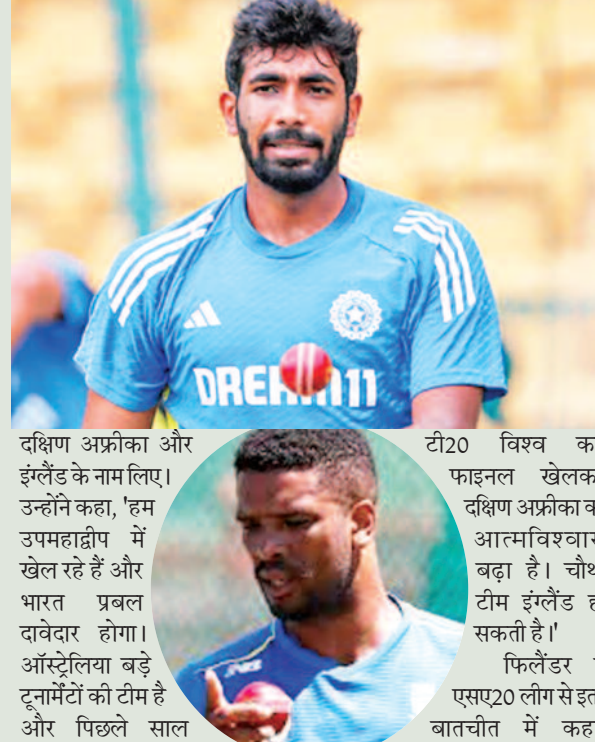 DREAM11
दक्षिण अफ्रीका और
इंग्लैंड के नाम लिए।
उन्होंने कहा, 'हम
उपमहाद्वीप में
खेल रहे हैं और
भारत प्रबल
दावेदार होगा।
ऑस्ट्रेलिया बड़े
टूनार्मेंटों की टीम है
और पिछले साल
टी20 विश्व
फाइनल खेलक
दक्षिण अफ्रीका
आत्मविश्वास
बढ़ा है। चौथ
टीम इंग्लैंड ह
सकती है।'
फिलैंडर
एसए20 लीग से इत
बातचीत में कह